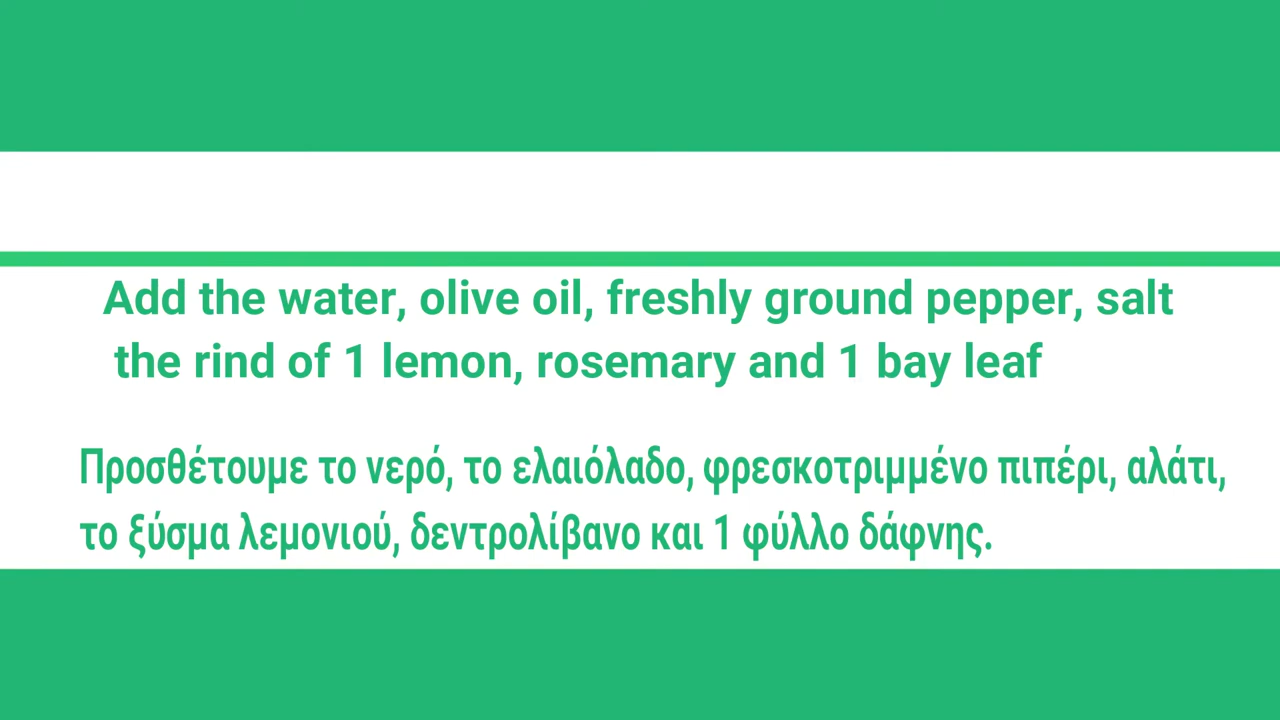 Add the water, olive oil, freshly ground pepper, salt
the rind of 1 lemon, rosemary and 1 bay leaf
Προσθέτουμε το νερό, το ελαιόλαδο, φρεσκοτριμμένο πιπέρι, αλάτι,
το ξύσμα λεμονιού, δεντρολίβανο και 1 φύλλο δάφνης.